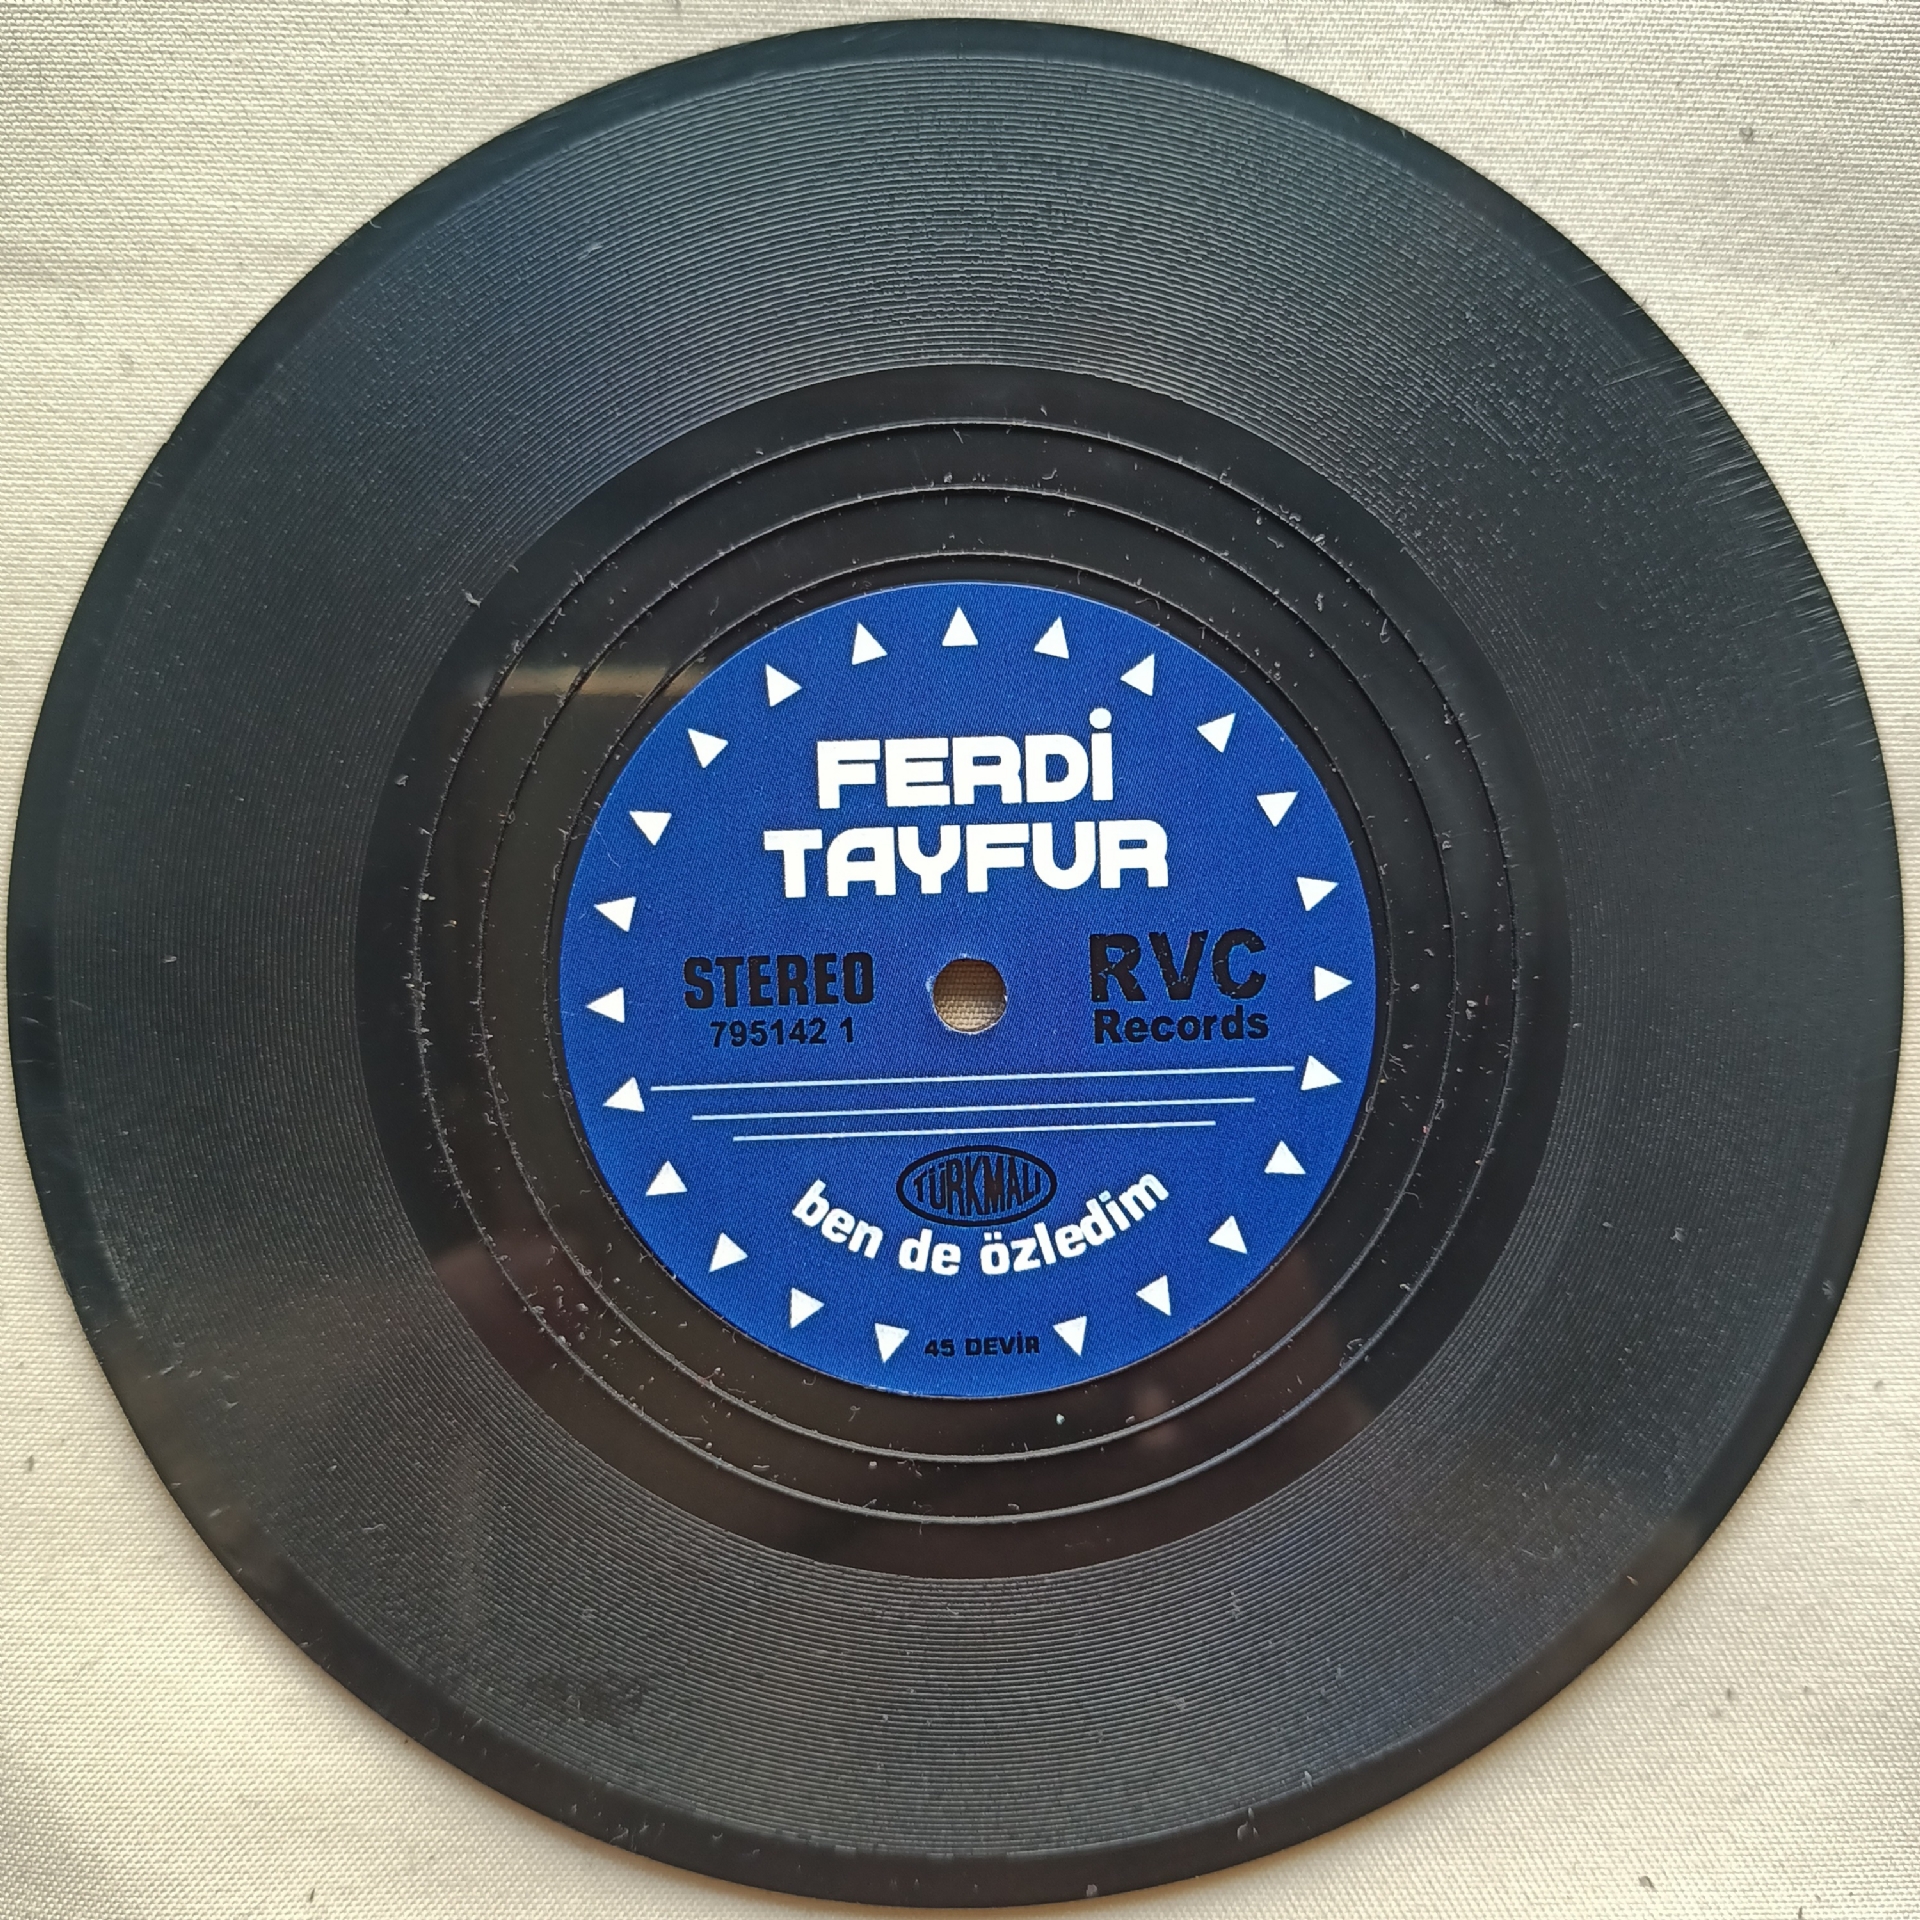 FERDİ
TAYFUR
STEREO
795142 1
RVC
Records
TÜRKMALI
ben de özledim
45 DEVİR